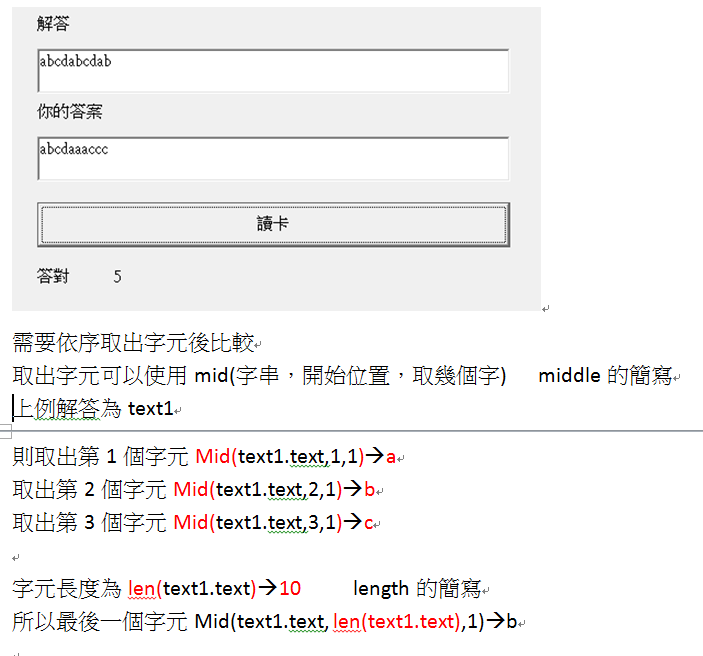 解答
abcdabcdab
你的答案
abcdaaaccc
讀卡
答對 5
需要依序取出字元後比較
取出字元可以使用 mid(字串，開始位置，取幾個字) middle 的簡寫
上例解答為 text1
則取出第 1 個字元 Mid(text1.text,1,1)→a
取出第 2 個字元 Mid(text1.text,2,1)→b
取出第 3 個字元 Mid(text1.text,3,1)→c
字元長度為 len(text1.text)→10 length 的簡寫
所以最後一個字元 Mid(text1.text, len(text1.text),1)→b